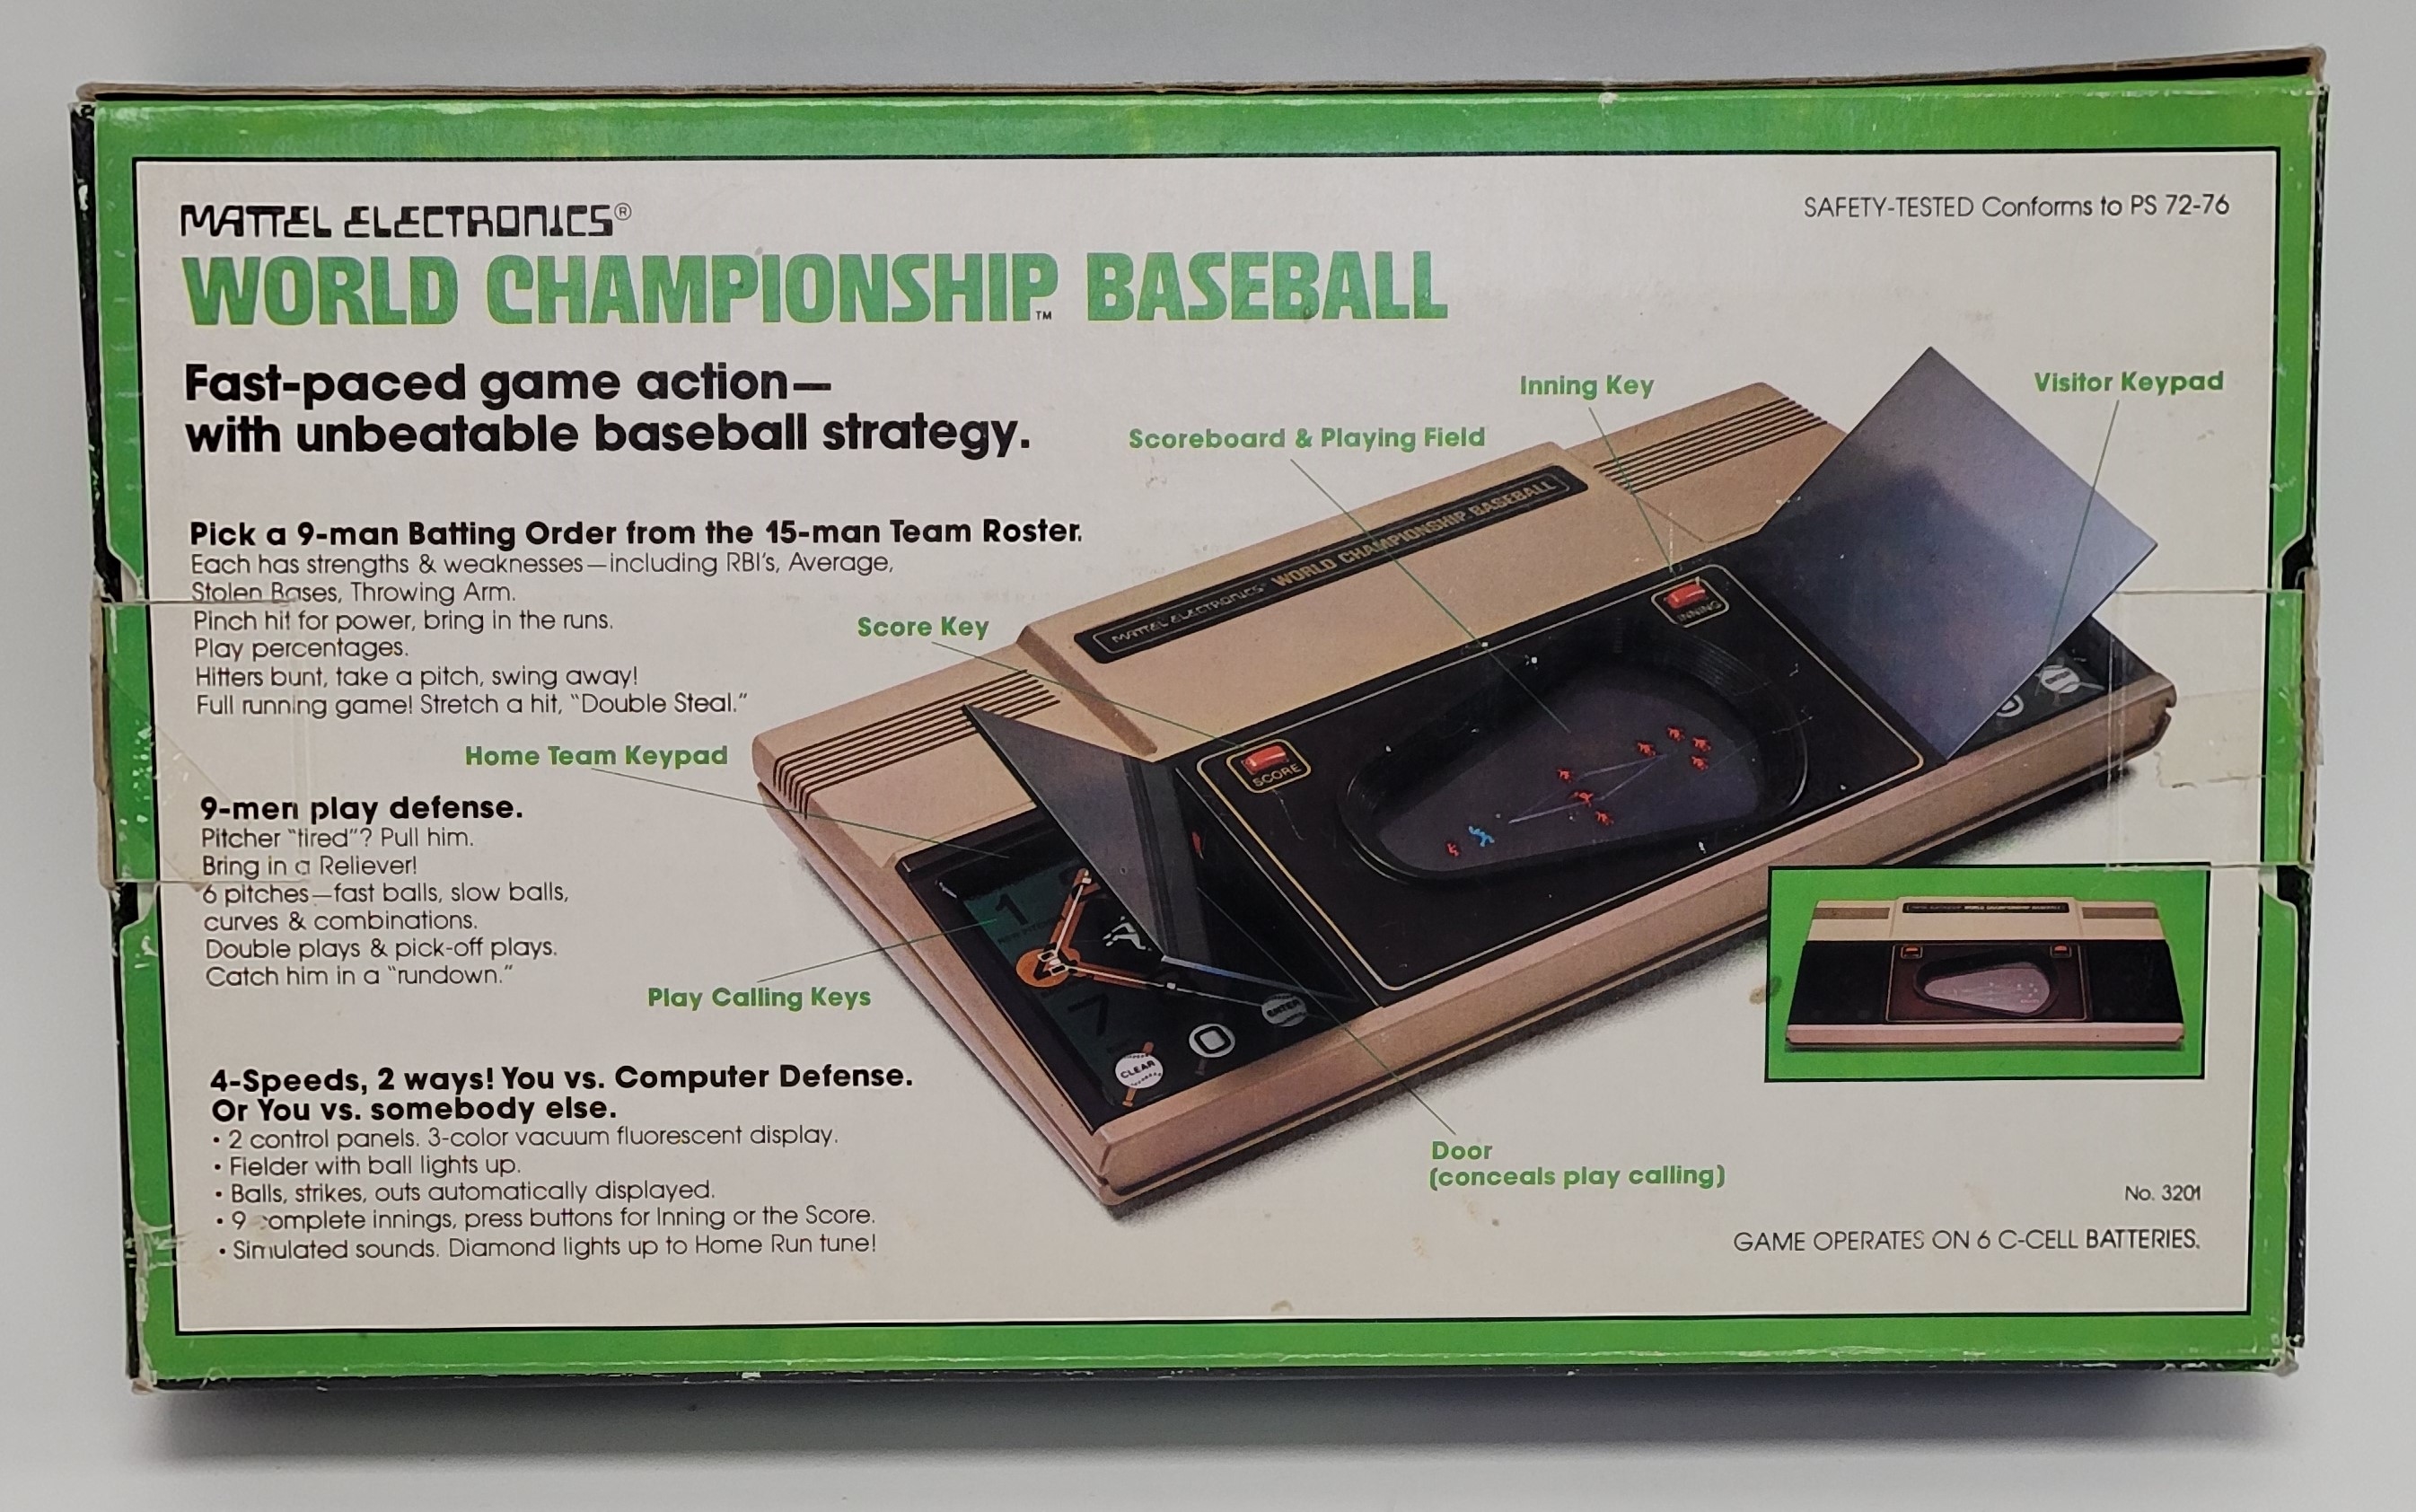 MATTEL ELECTRONICS®
SAFETY-TESTED Conforms to PS 72-76
WORLD CHAMPIONSHIP™ BASEBALL
Fast-paced game action—
with unbeatable baseball strategy.
Inning Key
Visitor Keypad
Scoreboard & Playing Field
Pick a 9-man Batting Order from the 15-man Team Roster.
Each has strengths & weaknesses—including RBI's, Average,
Stolen Bases, Throwing Arm.
Pinch hit for power, bring in the runs.
Play percentages.
Hitters bunt, take a pitch, swing away!
Full running game! Stretch a hit, "Double Steal."
Score Key
Home Team Keypad
MATTEL ELECTRONICS® WORLD CHAMPIONSHIP BASEBALL
INNING
SCORE
9-men play defense.
Pitcher "tired"? Pull him.
Bring in a Reliever!
6 pitches—fast balls, slow balls,
curves & combinations.
Double plays & pick-off plays.
Catch him in a "rundown."
Play Calling Keys
1
7
CLEAR
0
ENTER
4-Speeds, 2 ways! You vs. Computer Defense.
Or You vs. somebody else.
• 2 control panels. 3-color vacuum fluorescent display.
• Fielder with ball lights up.
• Balls, strikes, outs automatically displayed.
• 9 complete innings, press buttons for Inning or the Score.
• Simulated sounds. Diamond lights up to Home Run tune!
Door
(conceals play calling)
WORLD CHAMPIONSHIP BASEBALL
No. 3201
GAME OPERATES ON 6 C-CELL BATTERIES.